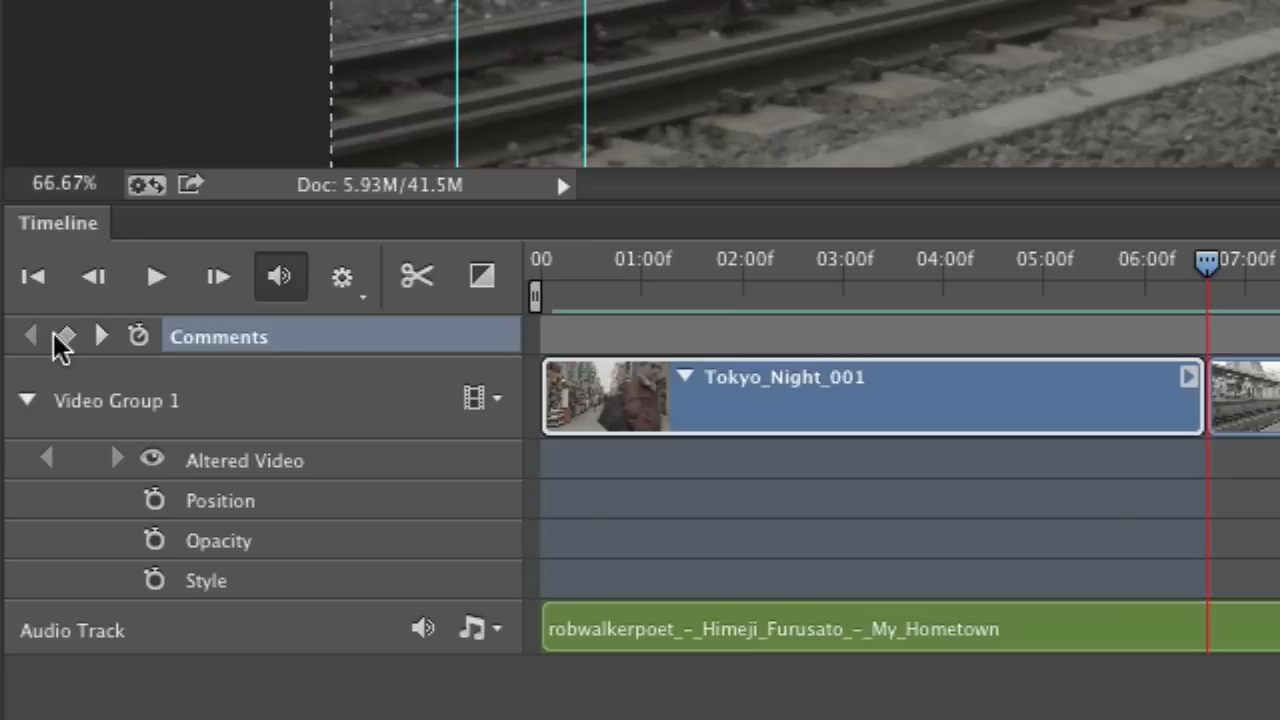 66.67%
Doc: 5.93M/41.5M
Timeline
00 01:00f 02:00f 03:00f 04:00f 05:00f 06:00f 07:00f
Comments
Tokyo_Night_001
Video Group 1
Altered Video
Position
Opacity
Style
Audio Track
robwalkerpoet_-_Himeji_Furusato_-_My_Hometown